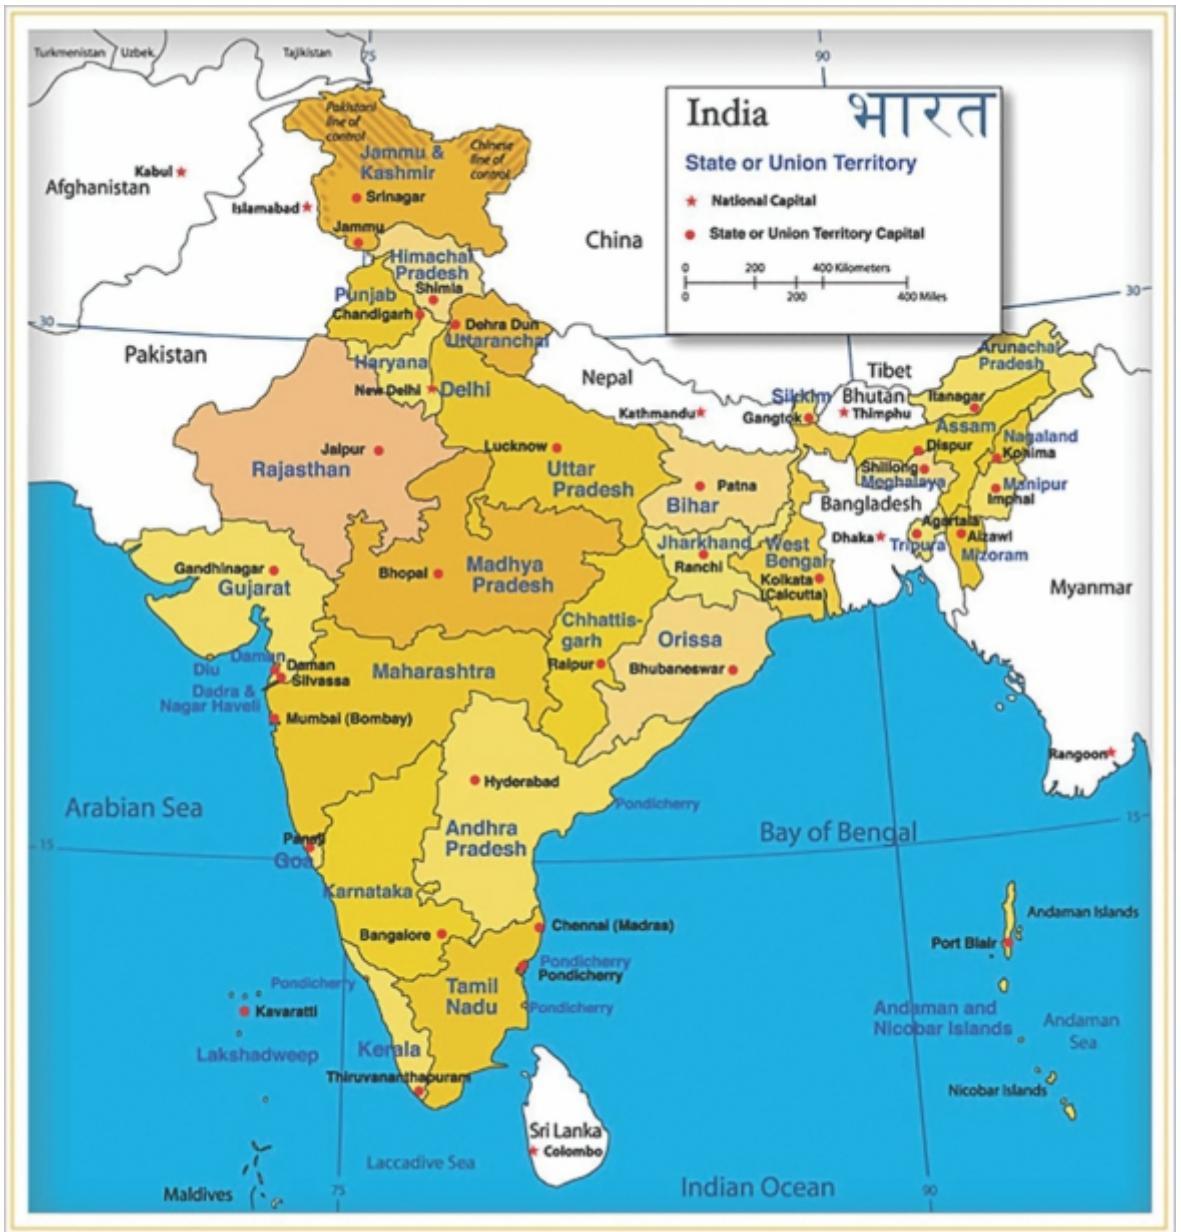 Turkmenistan
Uzbek.
Tajikistan
75
90
India भारत
State or Union Territory
National Capital
State or Union Territory Capital
0 200 400 Kilometers
0 200 400 Miles
Pakistani
line of
control
Chinese
line of
control
Jammu &
Kashmir
Kabul
Afghanistan
Islamabad
Srinagar
Jammu
China
Himachal
Pradesh
Shimla
Punjab
Chandigarh
30
30
Dehra Dun
Uttaranchal
Pakistan
Haryana
New Delhi
Delhi
Nepal
Kathmandu
Tibet
Sikkim
Gangtok
Bhutan
Thimphu
Arunachal
Pradesh
Itanagar
Assam
Dispur
Nagaland
Kohima
Shillong
Meghalaya
Manipur
Imphal
Jaipur
Rajasthan
Lucknow
Uttar
Pradesh
Patna
Bihar
Bangladesh
Dhaka
Agartala
Tripura
Aizawl
Mizoram
Jharkhand
Ranchi
West
Bengal
Kolkata
(Calcutta)
Myanmar
Gandhinagar
Gujarat
Bhopal
Madhya
Pradesh
Chhattis-
garh
Raipur
Orissa
Bhubaneswar
Daman
Diu
Daman
Silvassa
Dadra &
Nagar Haveli
Maharashtra
Mumbai (Bombay)
Rangoon
Hyderabad
Pondicherry
Arabian Sea
Andhra
Pradesh
Bay of Bengal
15
15
Panaji
Goa
Karnataka
Bangalore
Chennai (Madras)
Andaman Islands
Port Blair
Pondicherry
Pondicherry
Pondicherry
Tamil
Nadu
Pondicherry
Kavaratti
Lakshadweep
Kerala
Thiruvananthapuram
Andaman and
Nicobar Islands
Andaman
Sea
Nicobar Islands
Sri Lanka
Colombo
Laccadive Sea
Maldives
Indian Ocean
75
90